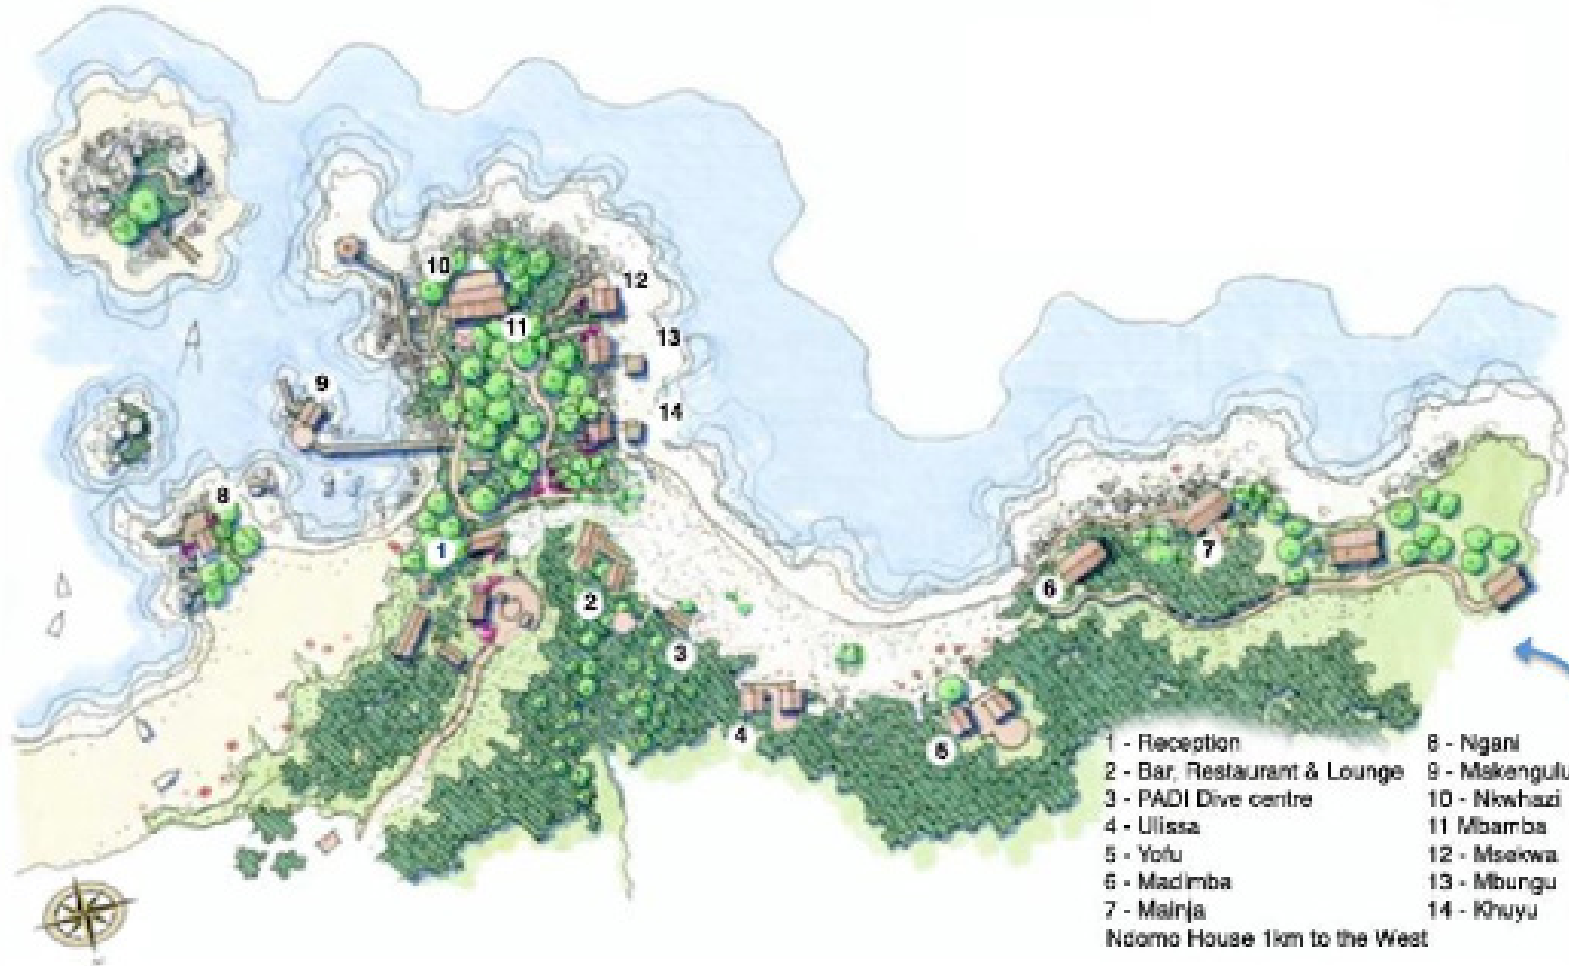 10
12
11
13
9
14
8
1
7
6
2
3
4
5
1 - Reception
2 - Bar, Restaurant & Lounge
3 - PADI Dive centre
4 - Ulissa
5 - Yofu
6 - Madimba
7 - Mainja
Ndomo House 1km to the West
8 - Ngani
9 - Makengulu
10 - Nkwhazi
11 Mbamba
12 - Msekwa
13 - Mbungu
14 - Khuyu